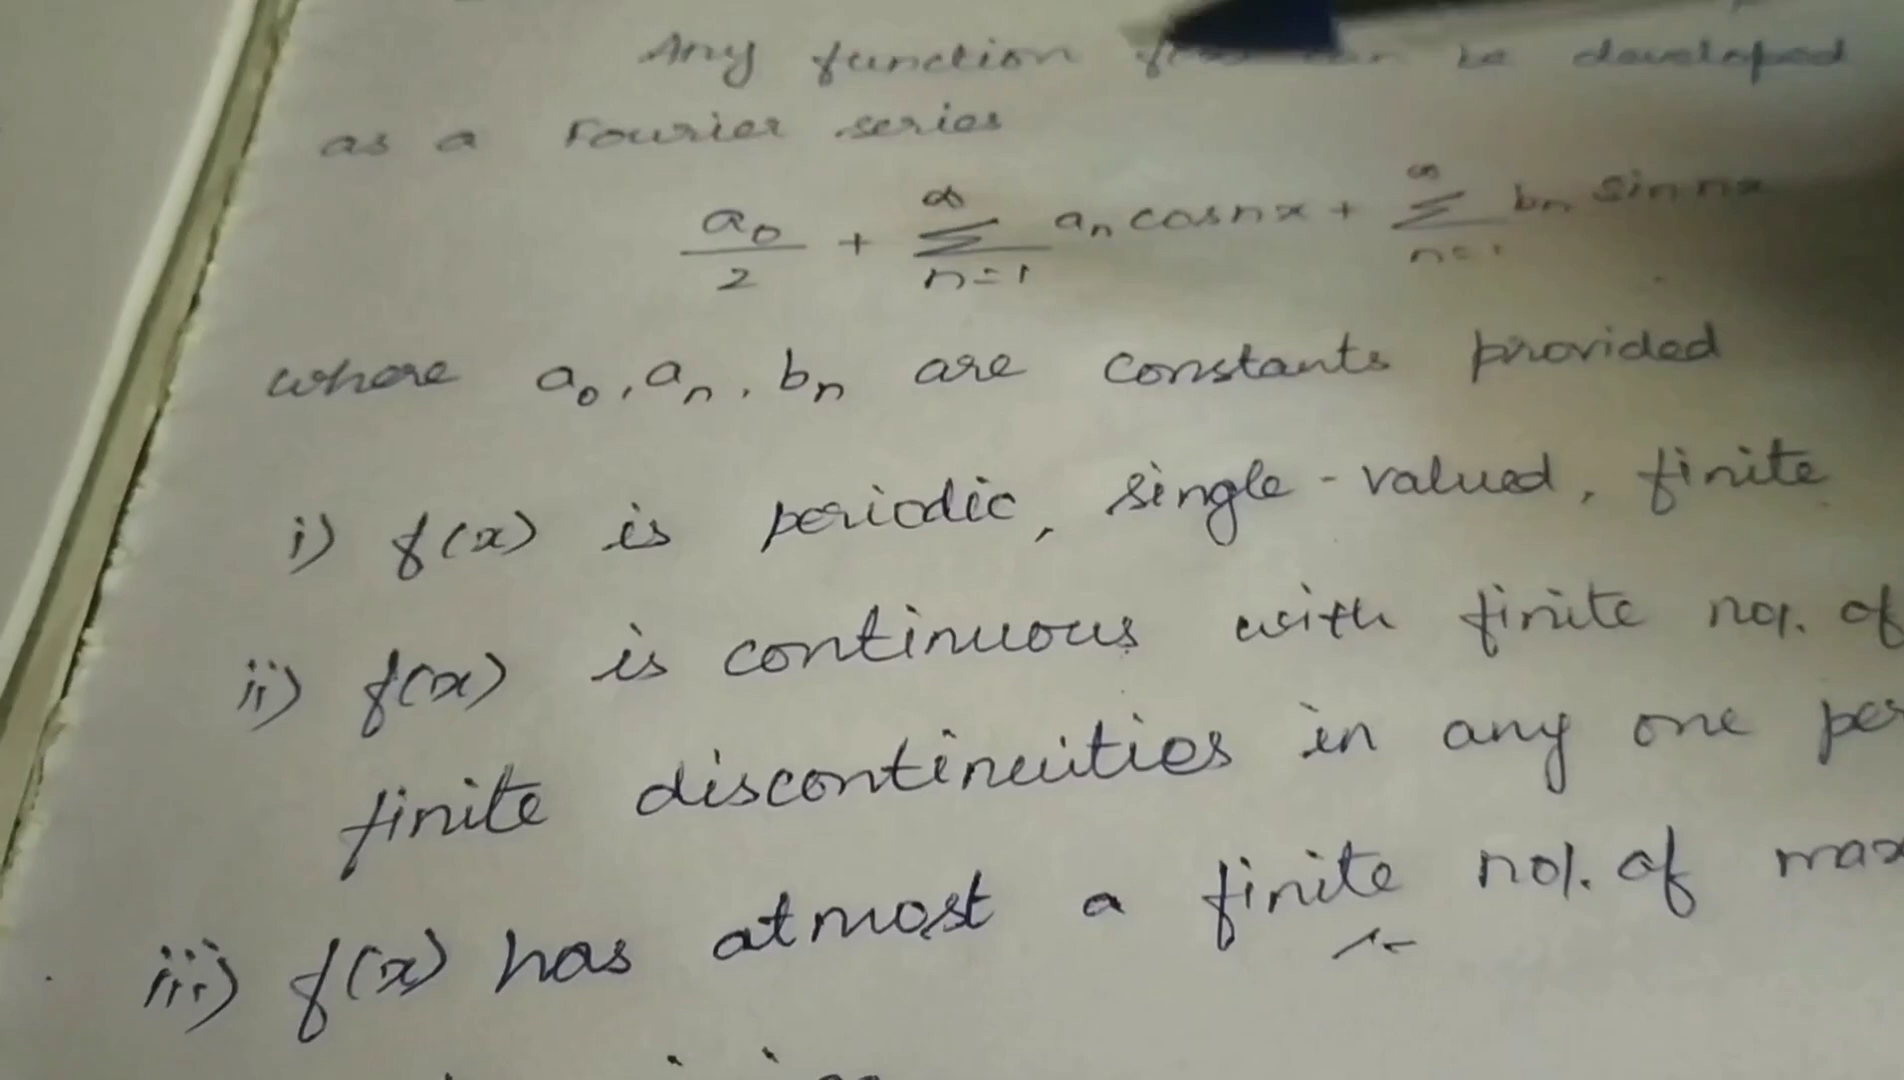 Any function be developed
as a Fourier series
a₀/2 + ∞ Σ n=1 aₙ cosnx + ∞ Σ n=1 bₙ sin nx
where a₀, aₙ, bₙ are constants provided
i) f(x) is periodic, single-valued, finite
ii) f(x) is continuous with finite no. of
finite discontinuities in any one
iii) f(x) has atmost a finite no. of